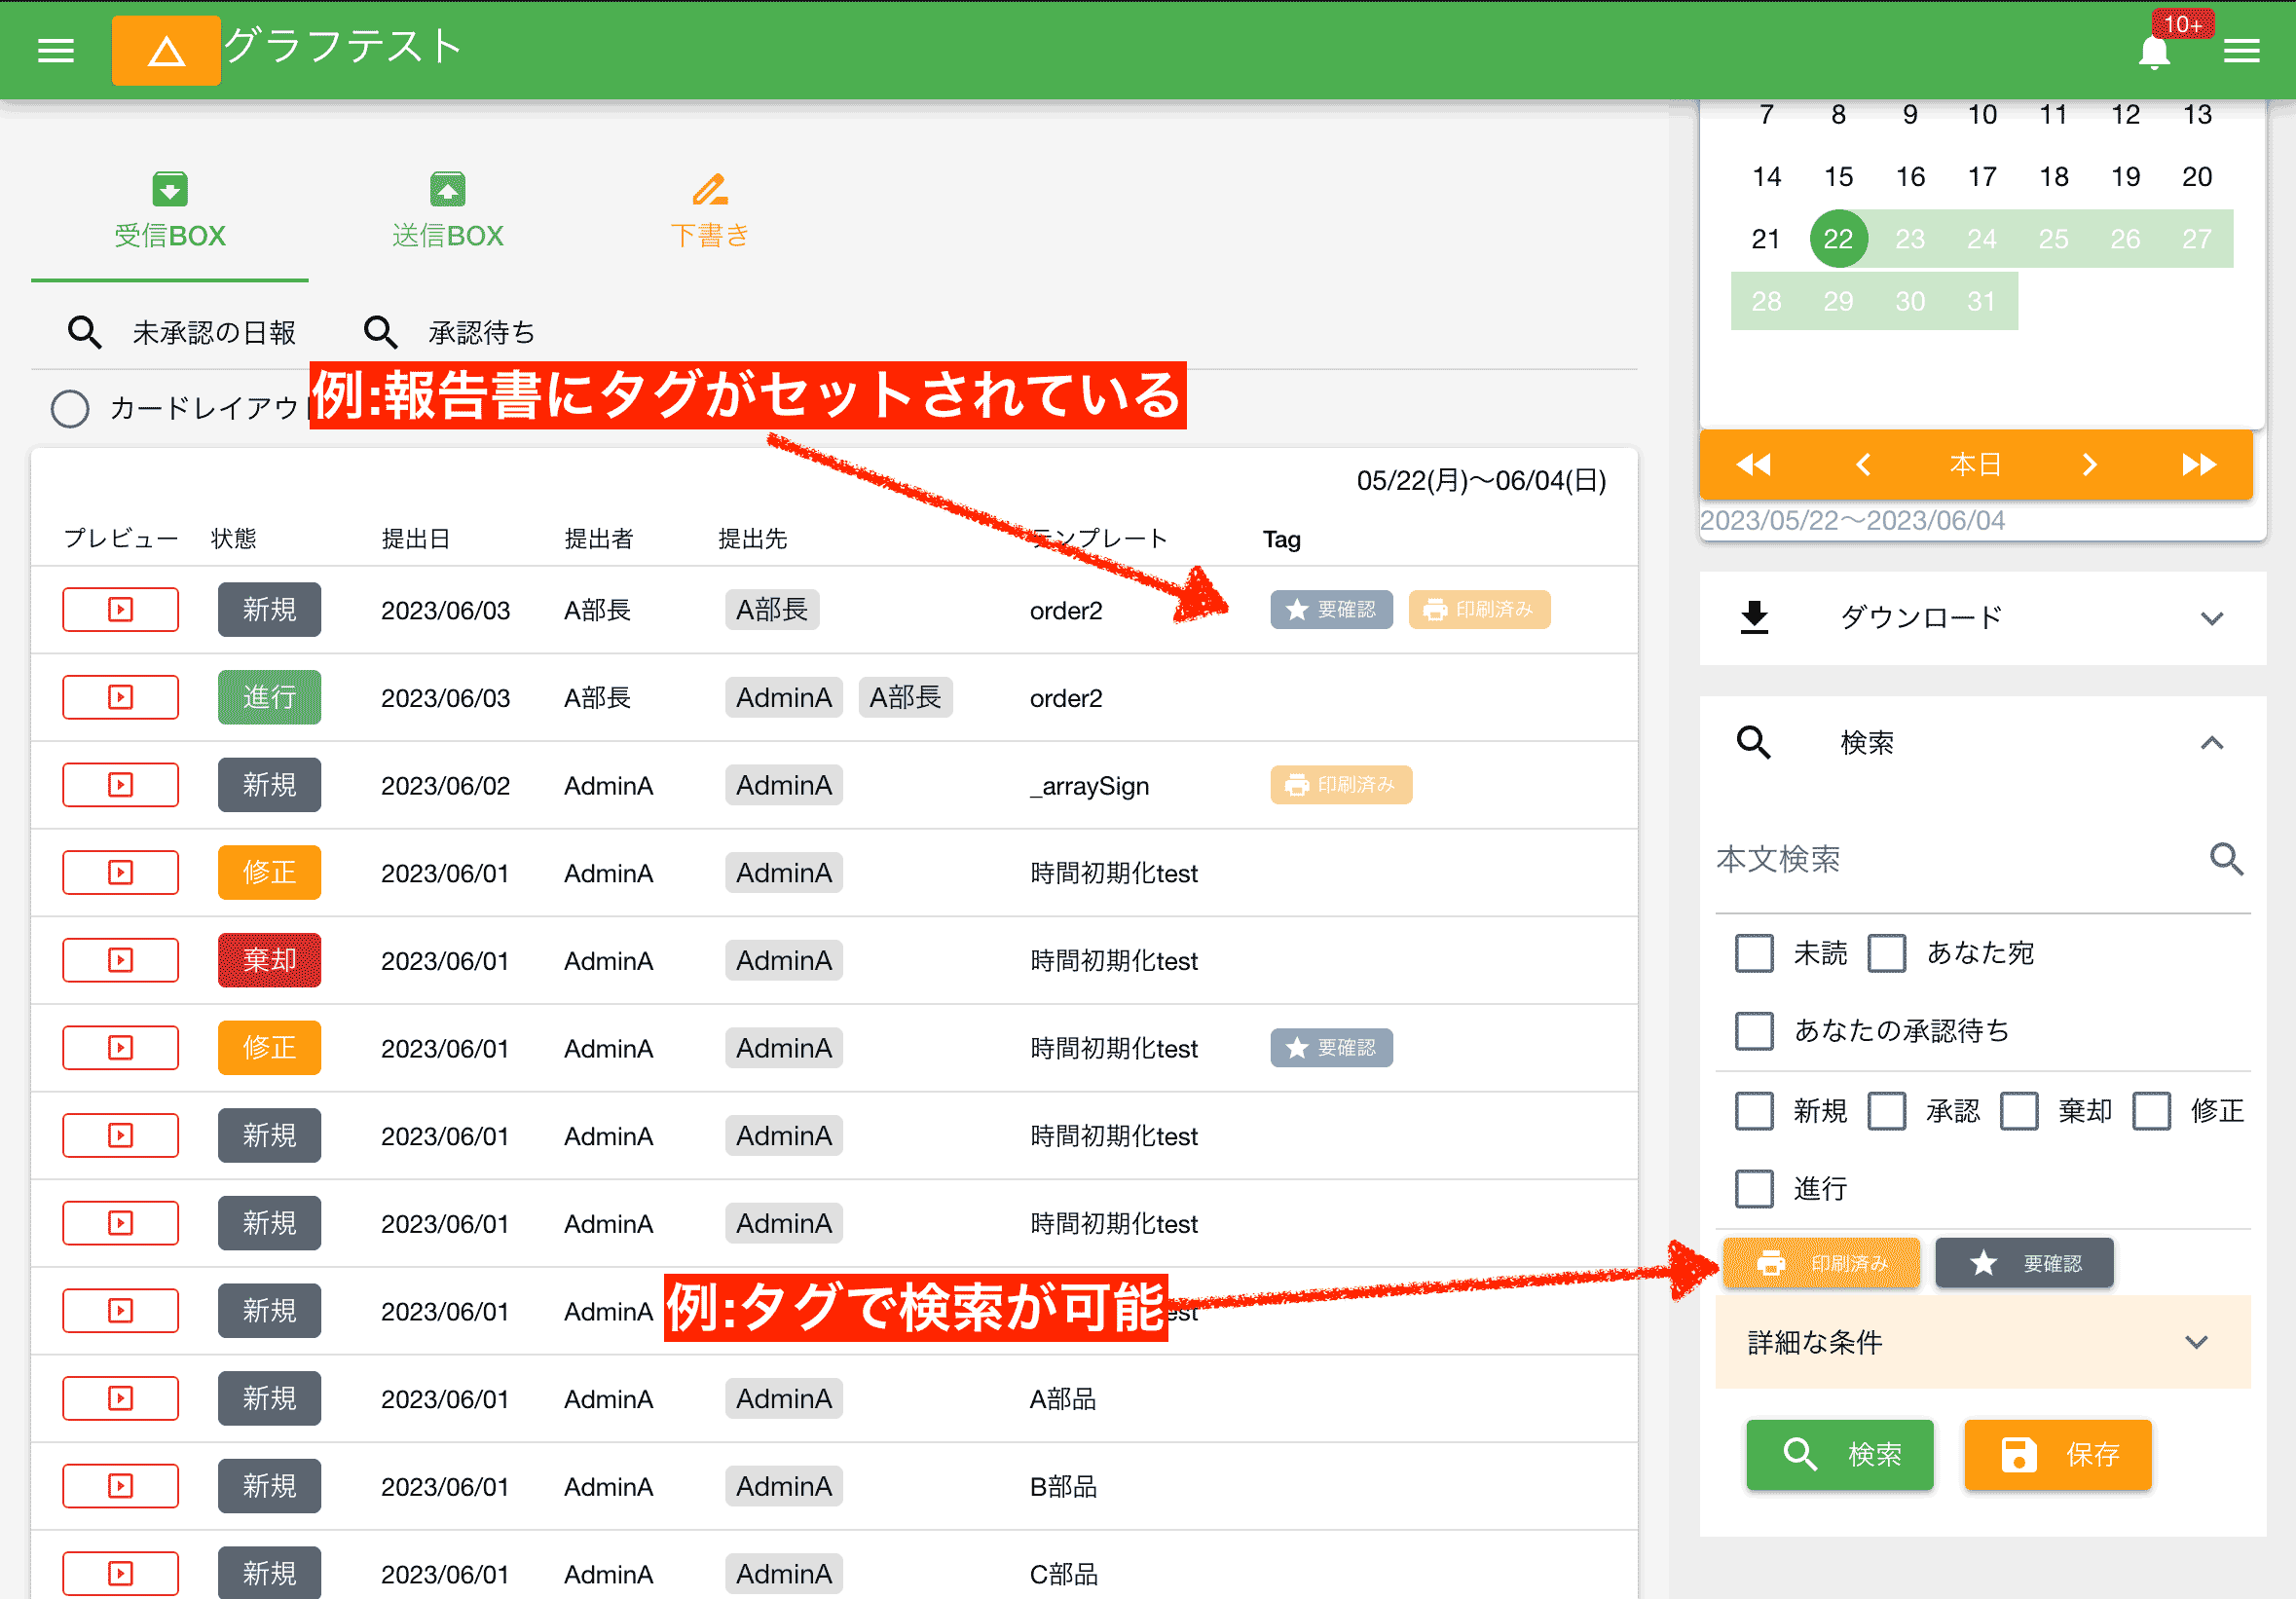 グラフテスト
10+
受信BOX
送信BOX
下書き
未承認の日報
承認待ち
カードレイアウ
例:報告書にタグがセットされている
05/22(月)〜06/04(日)
プレビュー 状態 提出日 提出者 提出先 テンプレート Tag
新規 2023/06/03 A部長 A部長 order2 要確認 印刷済み
進行 2023/06/03 A部長 AdminA A部長 order2
新規 2023/06/02 AdminA AdminA _arraySign 印刷済み
修正 2023/06/01 AdminA AdminA 時間初期化test
棄却 2023/06/01 AdminA AdminA 時間初期化test
修正 2023/06/01 AdminA AdminA 時間初期化test 要確認
新規 2023/06/01 AdminA AdminA 時間初期化test
新規 2023/06/01 AdminA AdminA 時間初期化test
新規 2023/06/01 AdminA
例:タグで検索が可能
新規 2023/06/01 AdminA AdminA A部品
新規 2023/06/01 AdminA AdminA B部品
新規 2023/06/01 AdminA AdminA C部品
7 8 9 10 11 12 13
14 15 16 17 18 19 20
21 22 23 24 25 26 27
28 29 30 31
本日
2023/05/22〜2023/06/04
ダウンロード
検索
本文検索
未読 あなた宛
あなたの承認待ち
新規 承認 棄却 修正
進行
印刷済み 要確認
詳細な条件
検索 保存